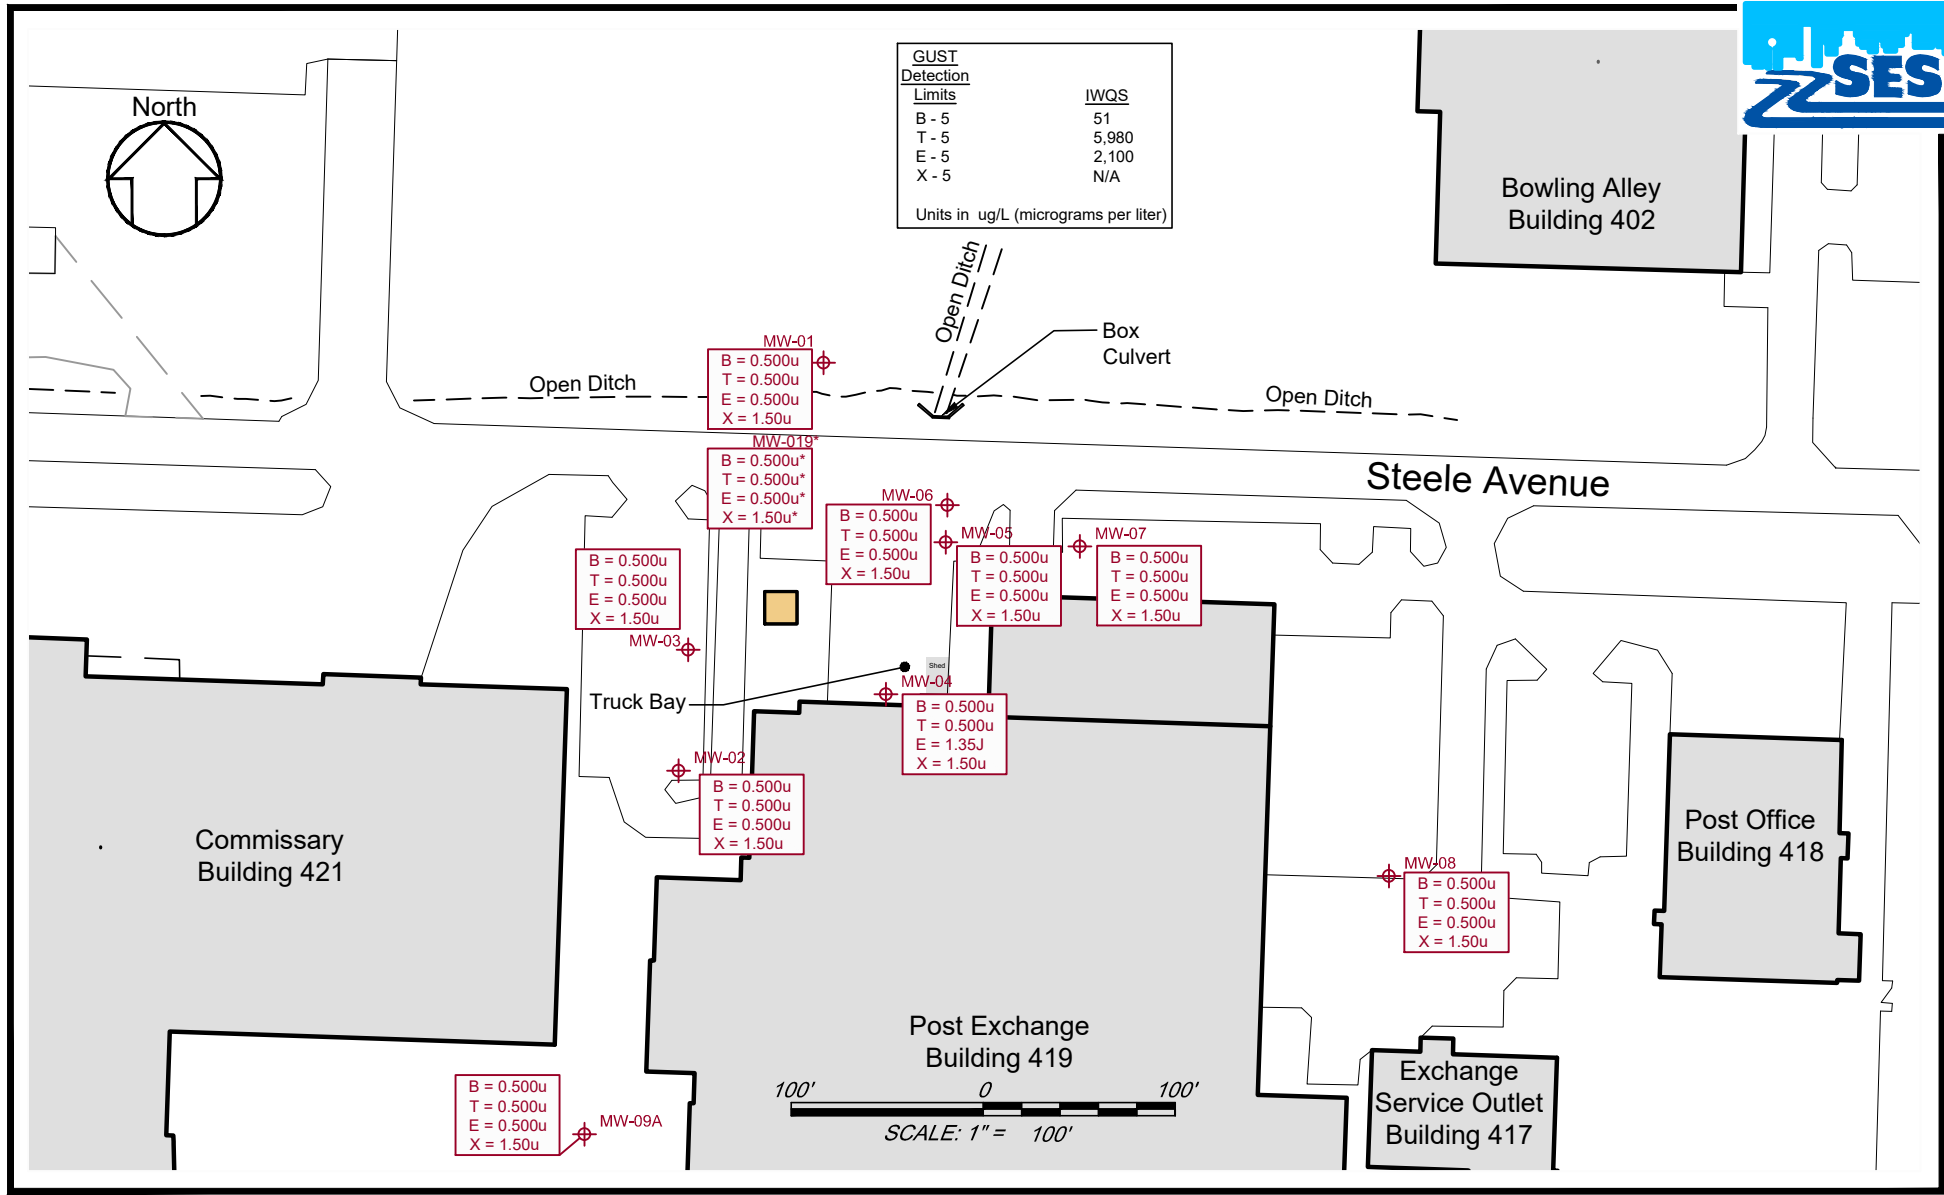 SES
GUST
Detection
Limits IWQS
B - 5 51
T - 5 5,980
E - 5 2,100
X - 5 N/A
Units in ug/L (micrograms per liter)
North
Bowling Alley
Building 402
Open Ditch
Box
Culvert
MW-01
B = 0.500u
T = 0.500u
E = 0.500u
X = 1.50u
Open Ditch
Open Ditch
MW-019*
B = 0.500u*
T = 0.500u*
E = 0.500u*
X = 1.50u*
Steele Avenue
MW-06
B = 0.500u
T = 0.500u
E = 0.500u
X = 1.50u
MW-05
B = 0.500u
T = 0.500u
E = 0.500u
X = 1.50u
MW-07
B = 0.500u
T = 0.500u
E = 0.500u
X = 1.50u
B = 0.500u
T = 0.500u
E = 0.500u
X = 1.50u
MW-03
Shed
Truck Bay
MW-04
B = 0.500u
T = 0.500u
E = 1.35J
X = 1.50u
MW-02
B = 0.500u
T = 0.500u
E = 0.500u
X = 1.50u
Commissary
Building 421
Post Office
Building 418
MW-08
B = 0.500u
T = 0.500u
E = 0.500u
X = 1.50u
Post Exchange
Building 419
100' 0 100'
SCALE: 1" = 100'
Exchange
Service Outlet
Building 417
B = 0.500u
T = 0.500u
E = 0.500u
X = 1.50u
MW-09A